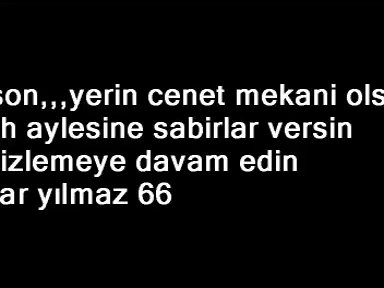 son,,,yerin cenet mekani ols
h aylesine sabirlar versin
izlemeye davam edin
ar yılmaz 66